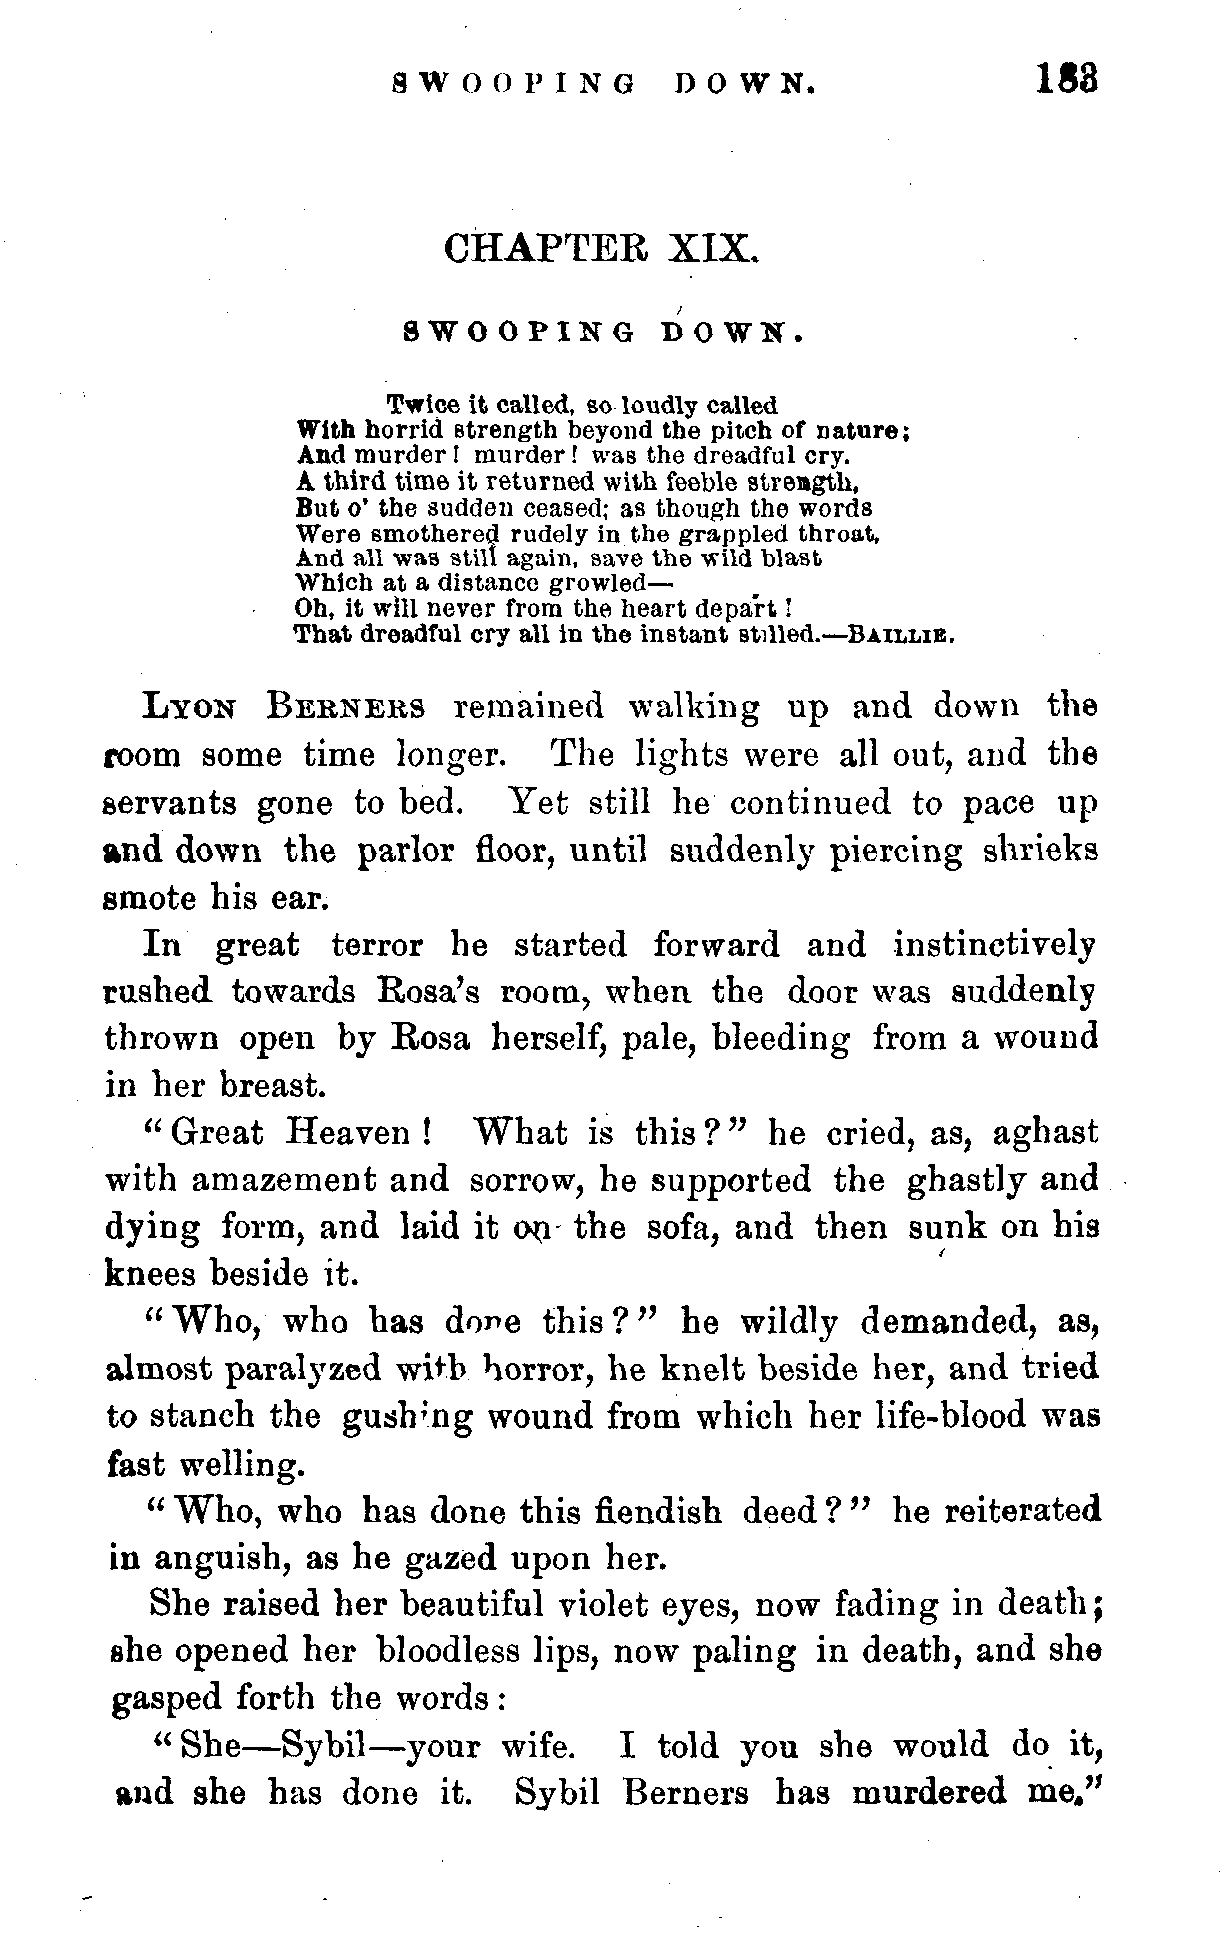 SWOOPING DOWN. 183
CHAPTER XIX.
SWOOPING DOWN.
Twice it called, so loudly called
With horrid strength beyond the pitch of nature;
And murder! murder! was the dreadful cry.
A third time it returned with feeble strength,
But o' the sudden ceased; as though the words
Were smothered rudely in the grappled throat,
And all was still again, save the wild blast
Which at a distance growled—
Oh, it will never from the heart depart!
That dreadful cry all in the instant stilled.—BAILLIE.
LYON BERNERS remained walking up and down the
room some time longer. The lights were all out, and the
servants gone to bed. Yet still he continued to pace up
and down the parlor floor, until suddenly piercing shrieks
smote his ear.
In great terror he started forward and instinctively
rushed towards Rosa's room, when the door was suddenly
thrown open by Rosa herself, pale, bleeding from a wound
in her breast.
"Great Heaven! What is this?" he cried, as, aghast
with amazement and sorrow, he supported the ghastly and
dying form, and laid it on the sofa, and then sunk on his
knees beside it.
"Who, who has done this?" he wildly demanded, as,
almost paralyzed with horror, he knelt beside her, and tried
to stanch the gushing wound from which her life-blood was
fast welling.
"Who, who has done this fiendish deed?" he reiterated
in anguish, as he gazed upon her.
She raised her beautiful violet eyes, now fading in death;
she opened her bloodless lips, now paling in death, and she
gasped forth the words:
"She—Sybil—your wife. I told you she would do it,
and she has done it. Sybil Berners has murdered me."